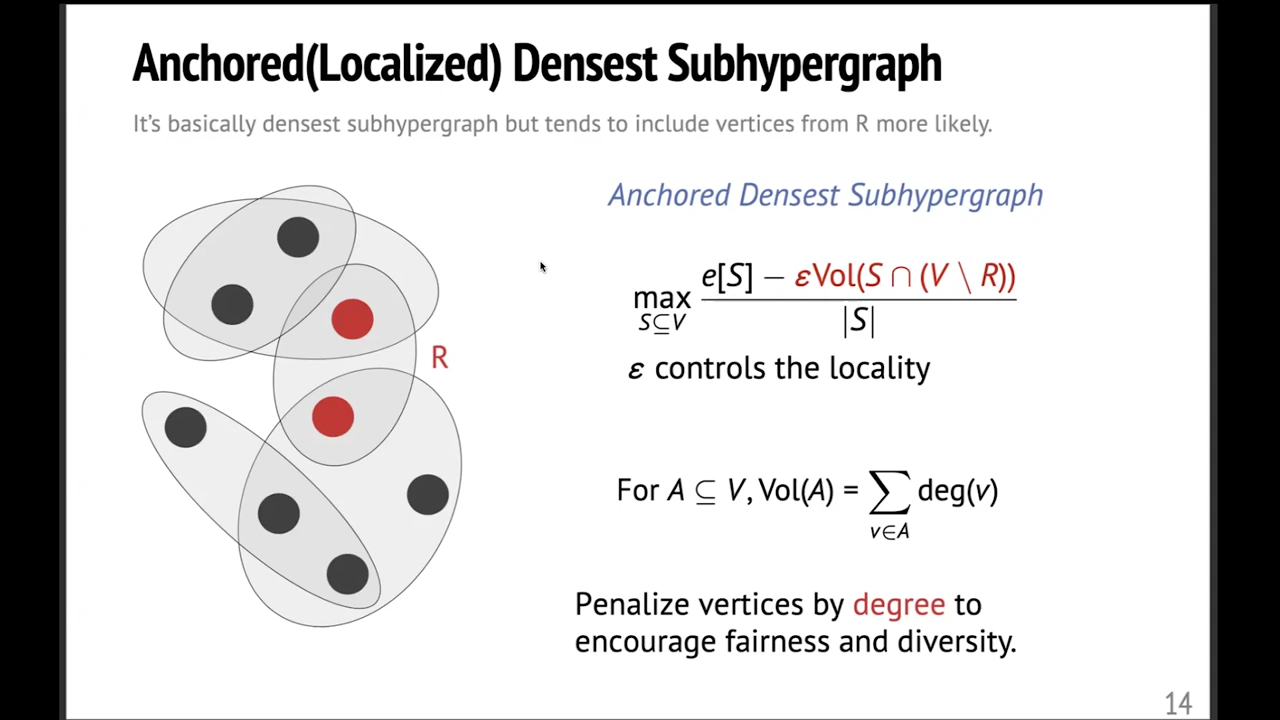 Anchored(Localized) Densest Subhypergraph
It's basically densest subhypergraph but tends to include vertices from R more likely.
R
Anchored Densest Subhypergraph
max_{S⊆V} (e[S] − εVol(S ∩ (V \ R))) / |S|
ε controls the locality
For A ⊆ V, Vol(A) = ∑_{v∈A} deg(v)
Penalize vertices by degree to
encourage fairness and diversity.
14